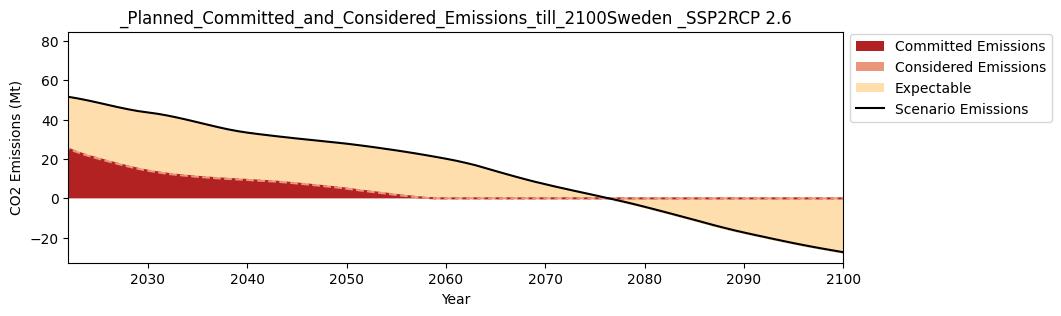 _Planned_Committed_and_Considered_Emissions_till_2100Sweden _SSP2RCP 2.6
CO2 Emissions (Mt)
80
60
40
20
0
−20
2030 2040 2050 2060 2070 2080 2090 2100
Year
Committed Emissions
Considered Emissions
Expectable
Scenario Emissions